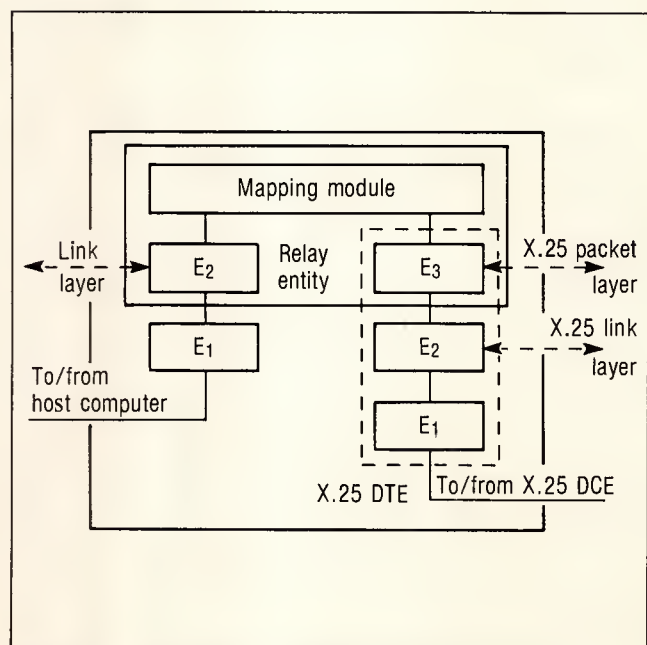 Mapping module
Link
layer
E₂
Relay
entity
E₃
X.25 packet
layer
E₁
E₂
X.25 link
layer
To/from
host computer
E₁
X.25 DTE
To/from X.25 DCE